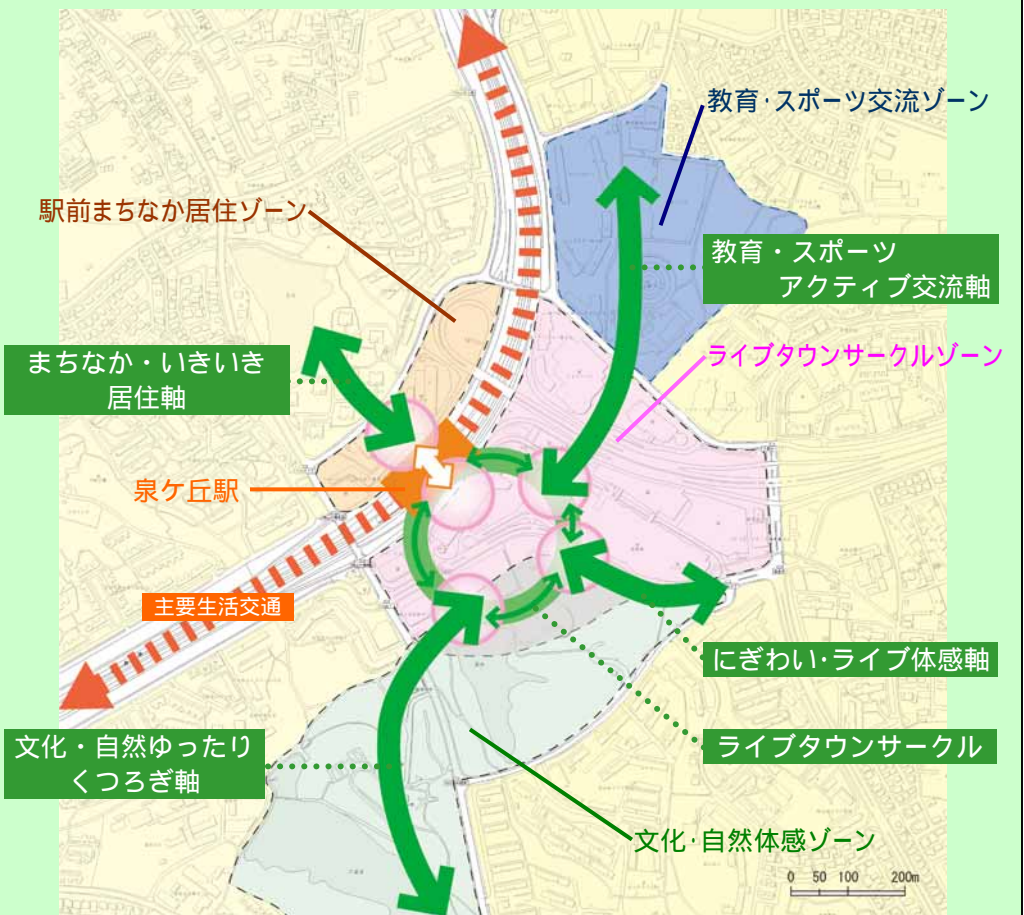 教育・スポーツ交流ゾーン
駅前まちなか居住ゾーン
教育・スポーツ
アクティブ交流軸
ライブタウンサークルゾーン
まちなか・いきいき
居住軸
泉ケ丘駅
主要生活交通
にぎわい・ライブ体感軸
文化・自然ゆったり
くつろぎ軸
ライブタウンサークル
文化・自然体感ゾーン
0 50 100 200m